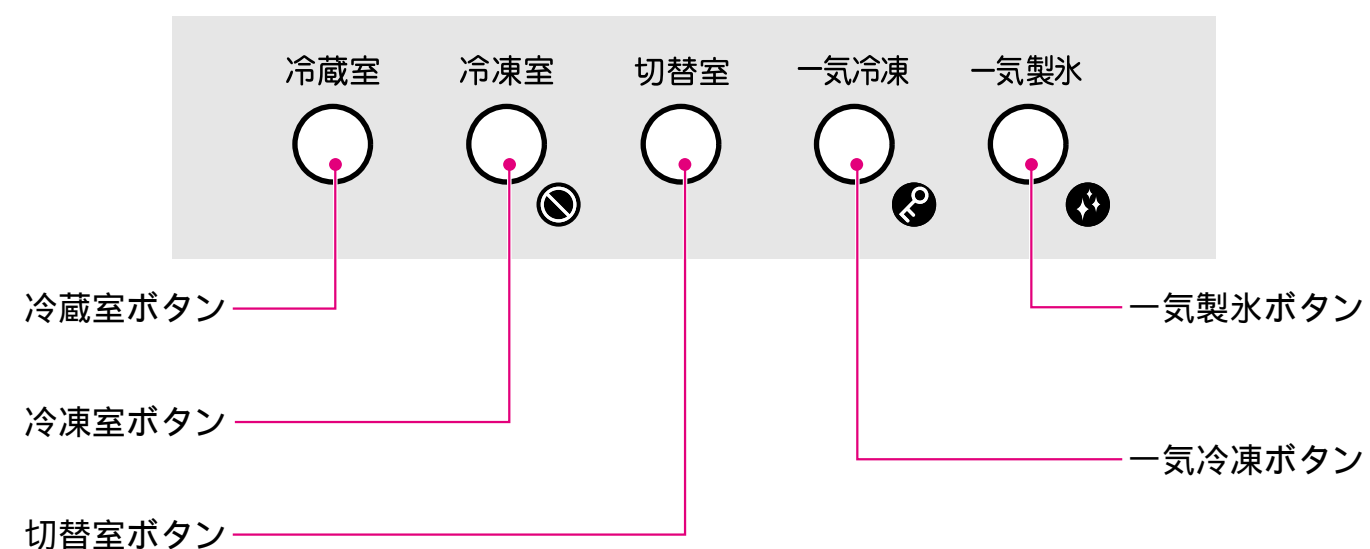 冷蔵室 冷凍室 切替室 一気冷凍 一気製氷
冷蔵室ボタン
一気製氷ボタン
冷凍室ボタン
一気冷凍ボタン
切替室ボタン